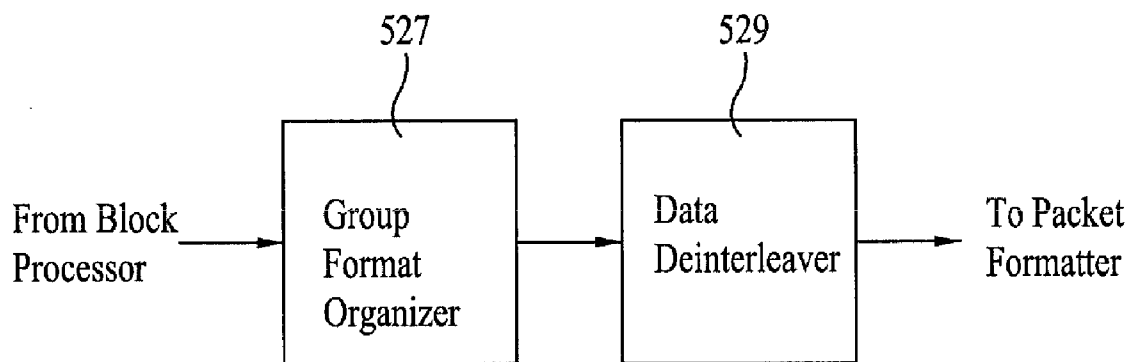 527
529
From Block
Processor
Group
Format
Organizer
Data
Deinterleaver
To Packet
Formatter